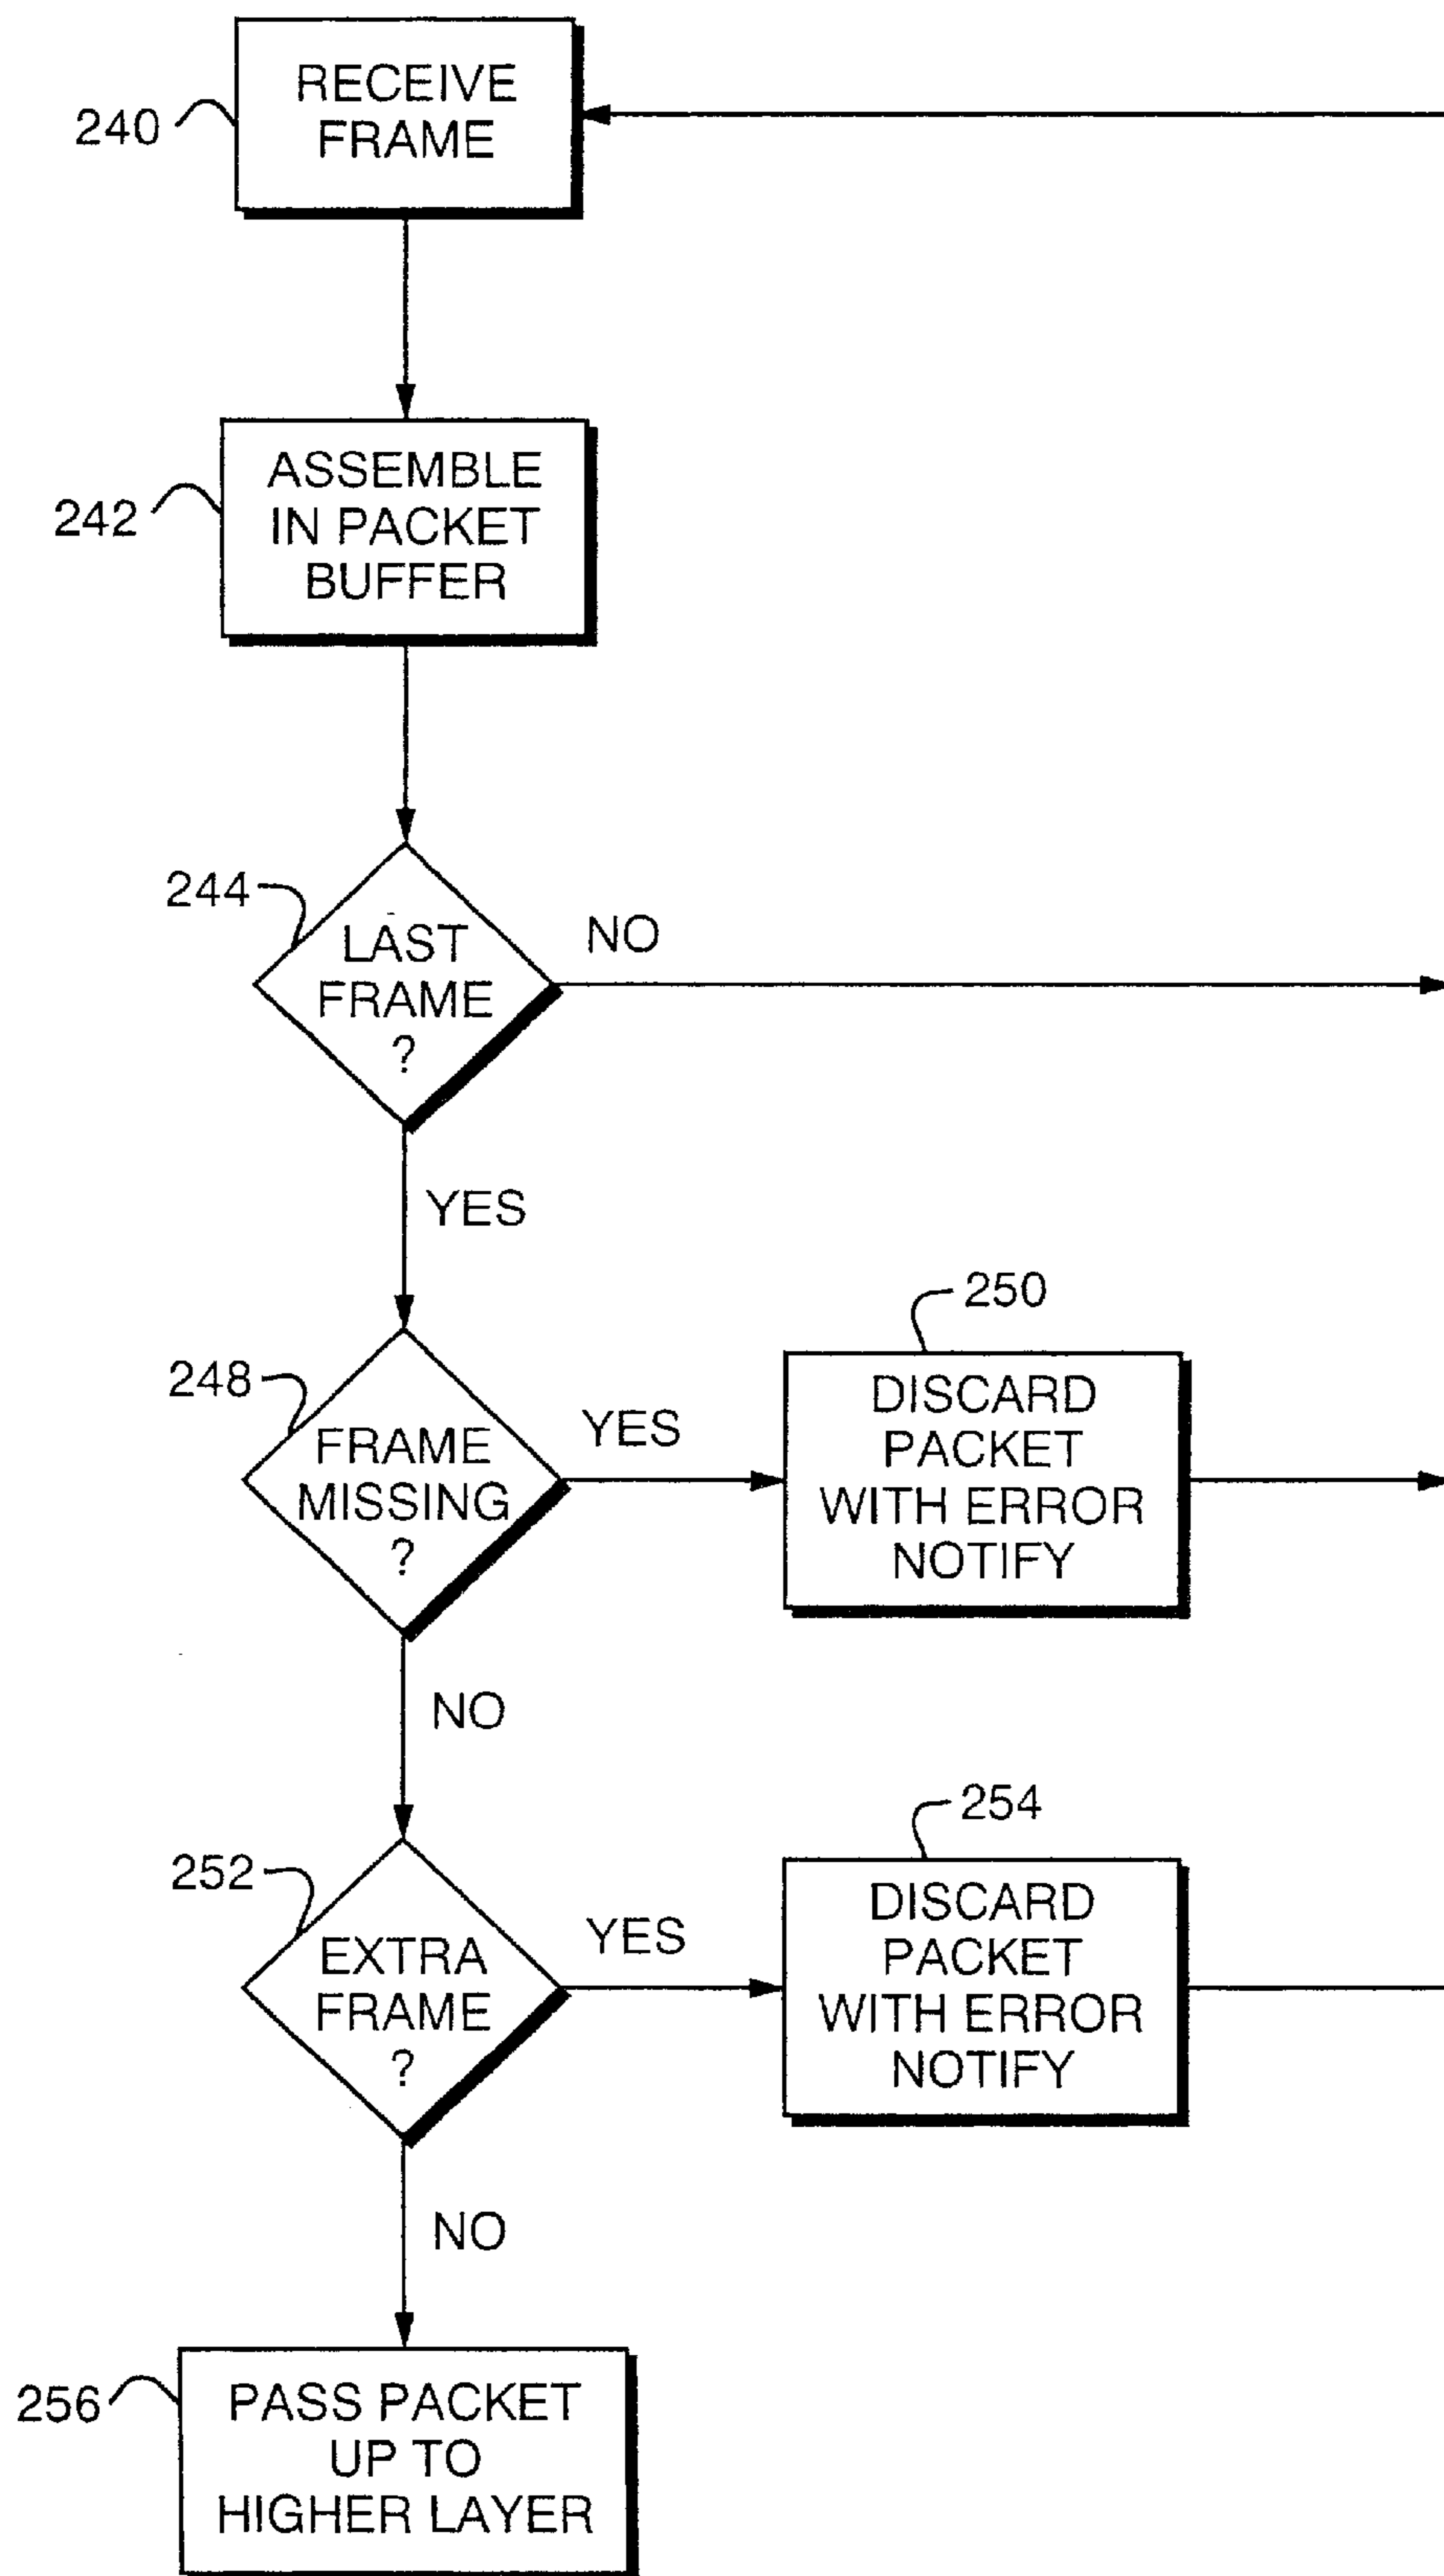 240
RECEIVE
FRAME
242
ASSEMBLE
IN PACKET
BUFFER
244
LAST
FRAME
?
NO
YES
248
FRAME
MISSING
?
YES
250
DISCARD
PACKET
WITH ERROR
NOTIFY
NO
252
EXTRA
FRAME
?
YES
254
DISCARD
PACKET
WITH ERROR
NOTIFY
NO
256
PASS PACKET
UP TO
HIGHER LAYER